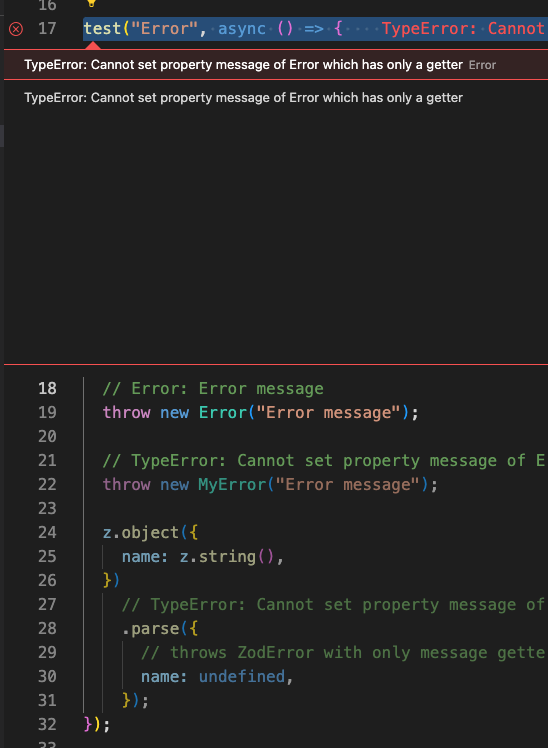 16
17 test("Error", async () => { ···· TypeError: Cannot
TypeError: Cannot set property message of Error which has only a getter Error
TypeError: Cannot set property message of Error which has only a getter
18 // Error: Error message
19 throw new Error("Error message");
20
21 // TypeError: Cannot set property message of E
22 throw new MyError("Error message");
23
24 z.object({
25 name: z.string(),
26 })
27 // TypeError: Cannot set property message of
28 .parse({
29 // throws ZodError with only message gette
30 name: undefined,
31 });
32 });
33